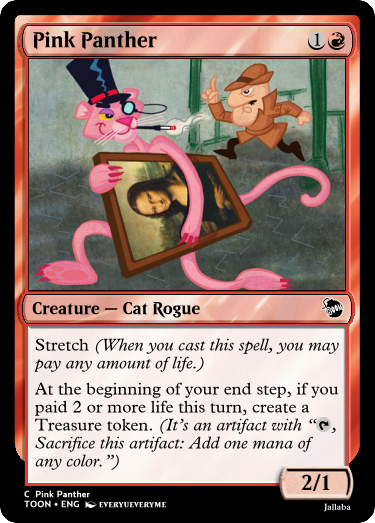 Pink Panther 1
Creature — Cat Rogue
Stretch (When you cast this spell, you may
pay any amount of life.)
At the beginning of your end step, if you
paid 2 or more life this turn, create a
Treasure token. (It's an artifact with “,
Sacrifice this artifact: Add one mana of
any color.”)
2/1
C Pink Panther
TOON • ENG EVERYUEVERYME
Jallaba